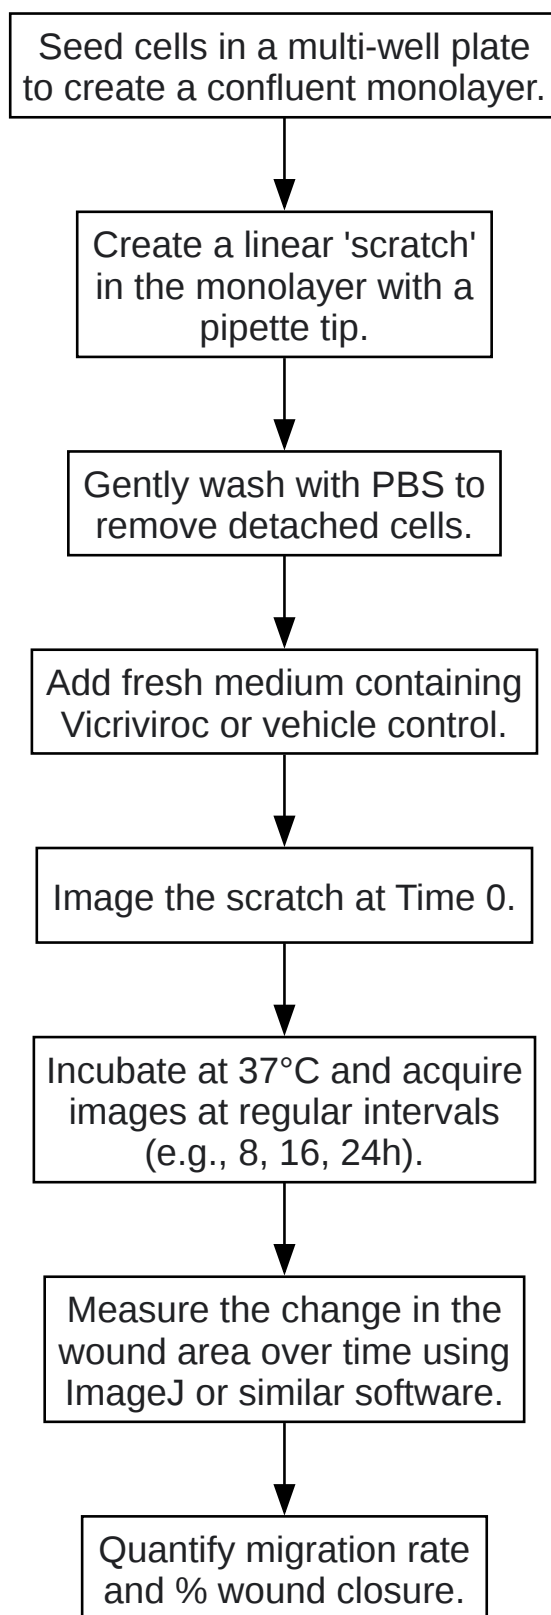 Seed cells in a multi-well plate
to create a confluent monolayer.
Create a linear 'scratch'
in the monolayer with a
pipette tip.
Gently wash with PBS to
remove detached cells.
Add fresh medium containing
Vicriviroc or vehicle control.
Image the scratch at Time 0.
Incubate at 37°C and acquire
images at regular intervals
(e.g., 8, 16, 24h).
Measure the change in the
wound area over time using
ImageJ or similar software.
Quantify migration rate
and % wound closure.